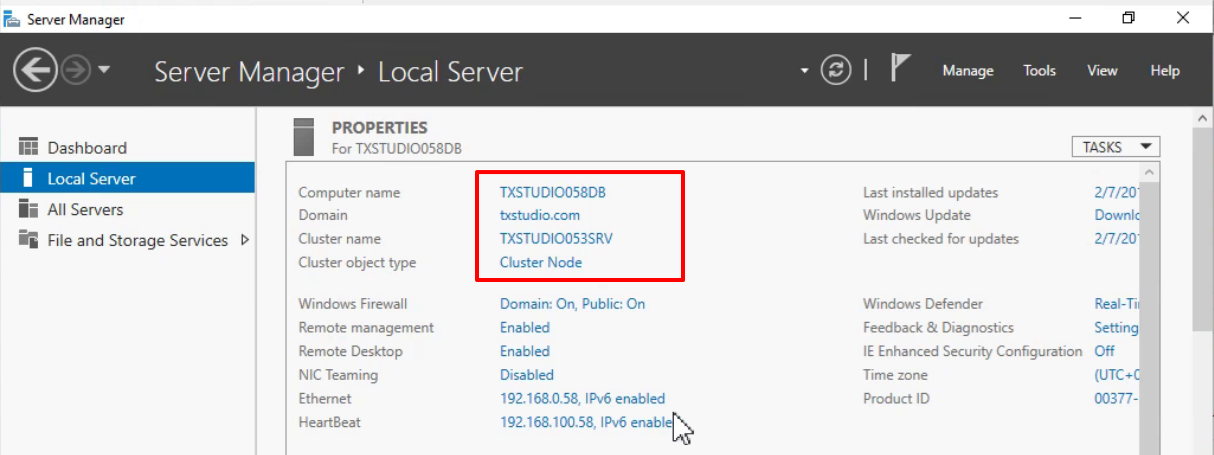 Server Manager
Server Manager ‣ Local Server
Manage Tools View Help
Dashboard
Local Server
All Servers
File and Storage Services
PROPERTIES
For TXSTUDIO058DB
TASKS
Computer name TXSTUDIO058DB Last installed updates 2/7/201
Domain txstudio.com Windows Update Downlo
Cluster name TXSTUDIO053SRV Last checked for updates 2/7/201
Cluster object type Cluster Node
Windows Firewall Domain: On, Public: On Windows Defender Real-Ti
Remote management Enabled Feedback & Diagnostics Setting
Remote Desktop Enabled IE Enhanced Security Configuration Off
NIC Teaming Disabled Time zone (UTC+0
Ethernet 192.168.0.58, IPv6 enabled Product ID 00377-
HeartBeat 192.168.100.58, IPv6 enable